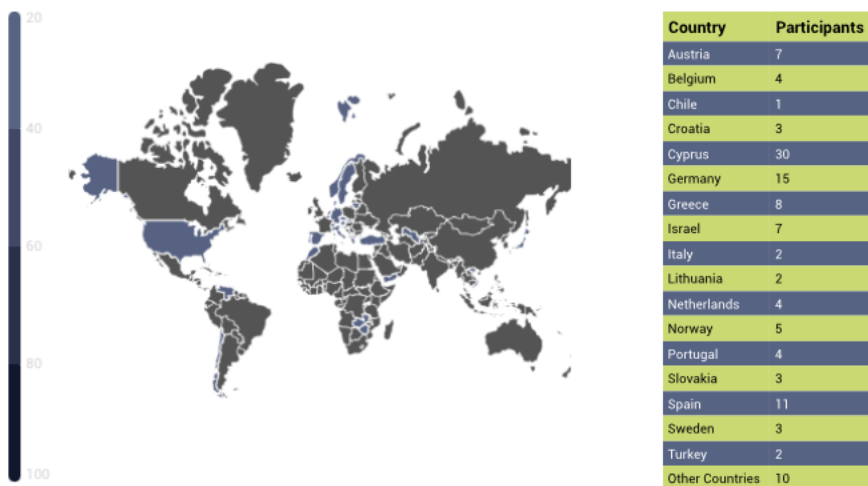 20
40
60
80
100
Country Participants
Austria 7
Belgium 4
Chile 1
Croatia 3
Cyprus 30
Germany 15
Greece 8
Israel 7
Italy 2
Lithuania 2
Netherlands 4
Norway 5
Portugal 4
Slovakia 3
Spain 11
Sweden 3
Turkey 2
Other Countries 10